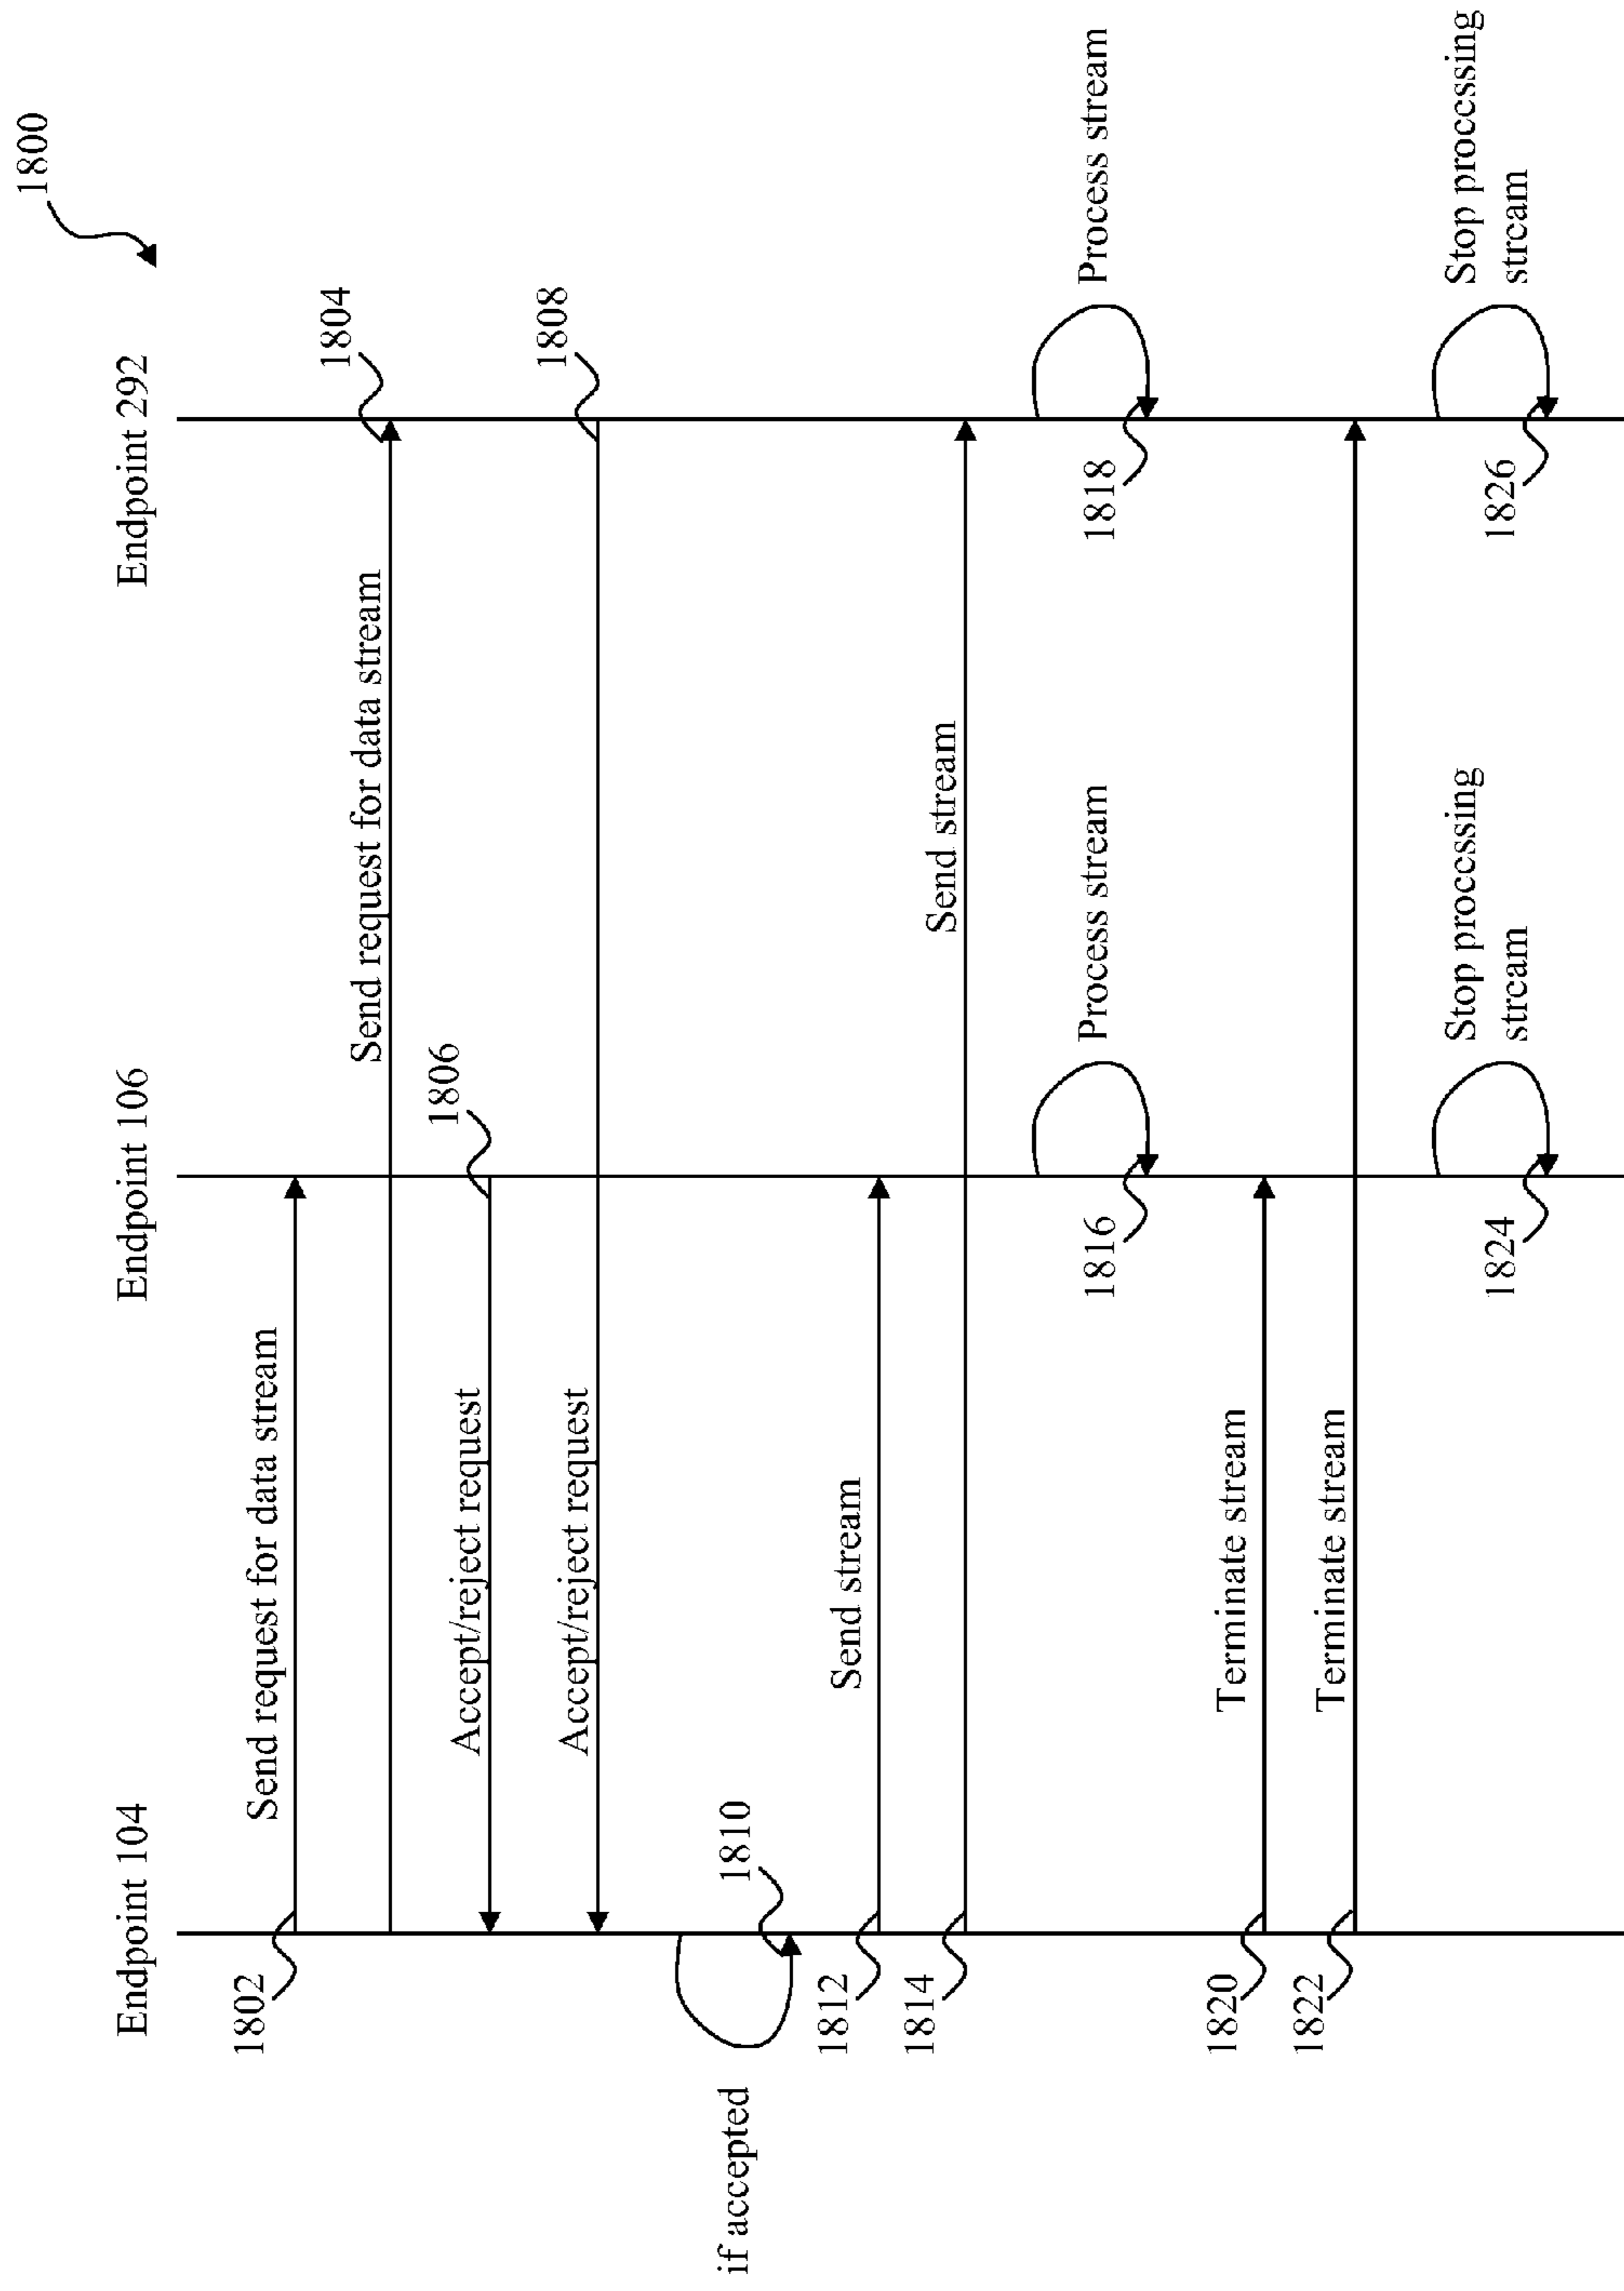 1800
Endpoint 104
Endpoint 106
Endpoint 292
1802
Send request for data stream
Send request for data stream
1804
Accept/reject request
1806
Accept/reject request
1808
if accepted
1810
1812
Send stream
1814
Send stream
1816
Process stream
1818
Process stream
1820
Terminate stream
1822
Terminate stream
1824
Stop processing
stream
1826
Stop processing
stream